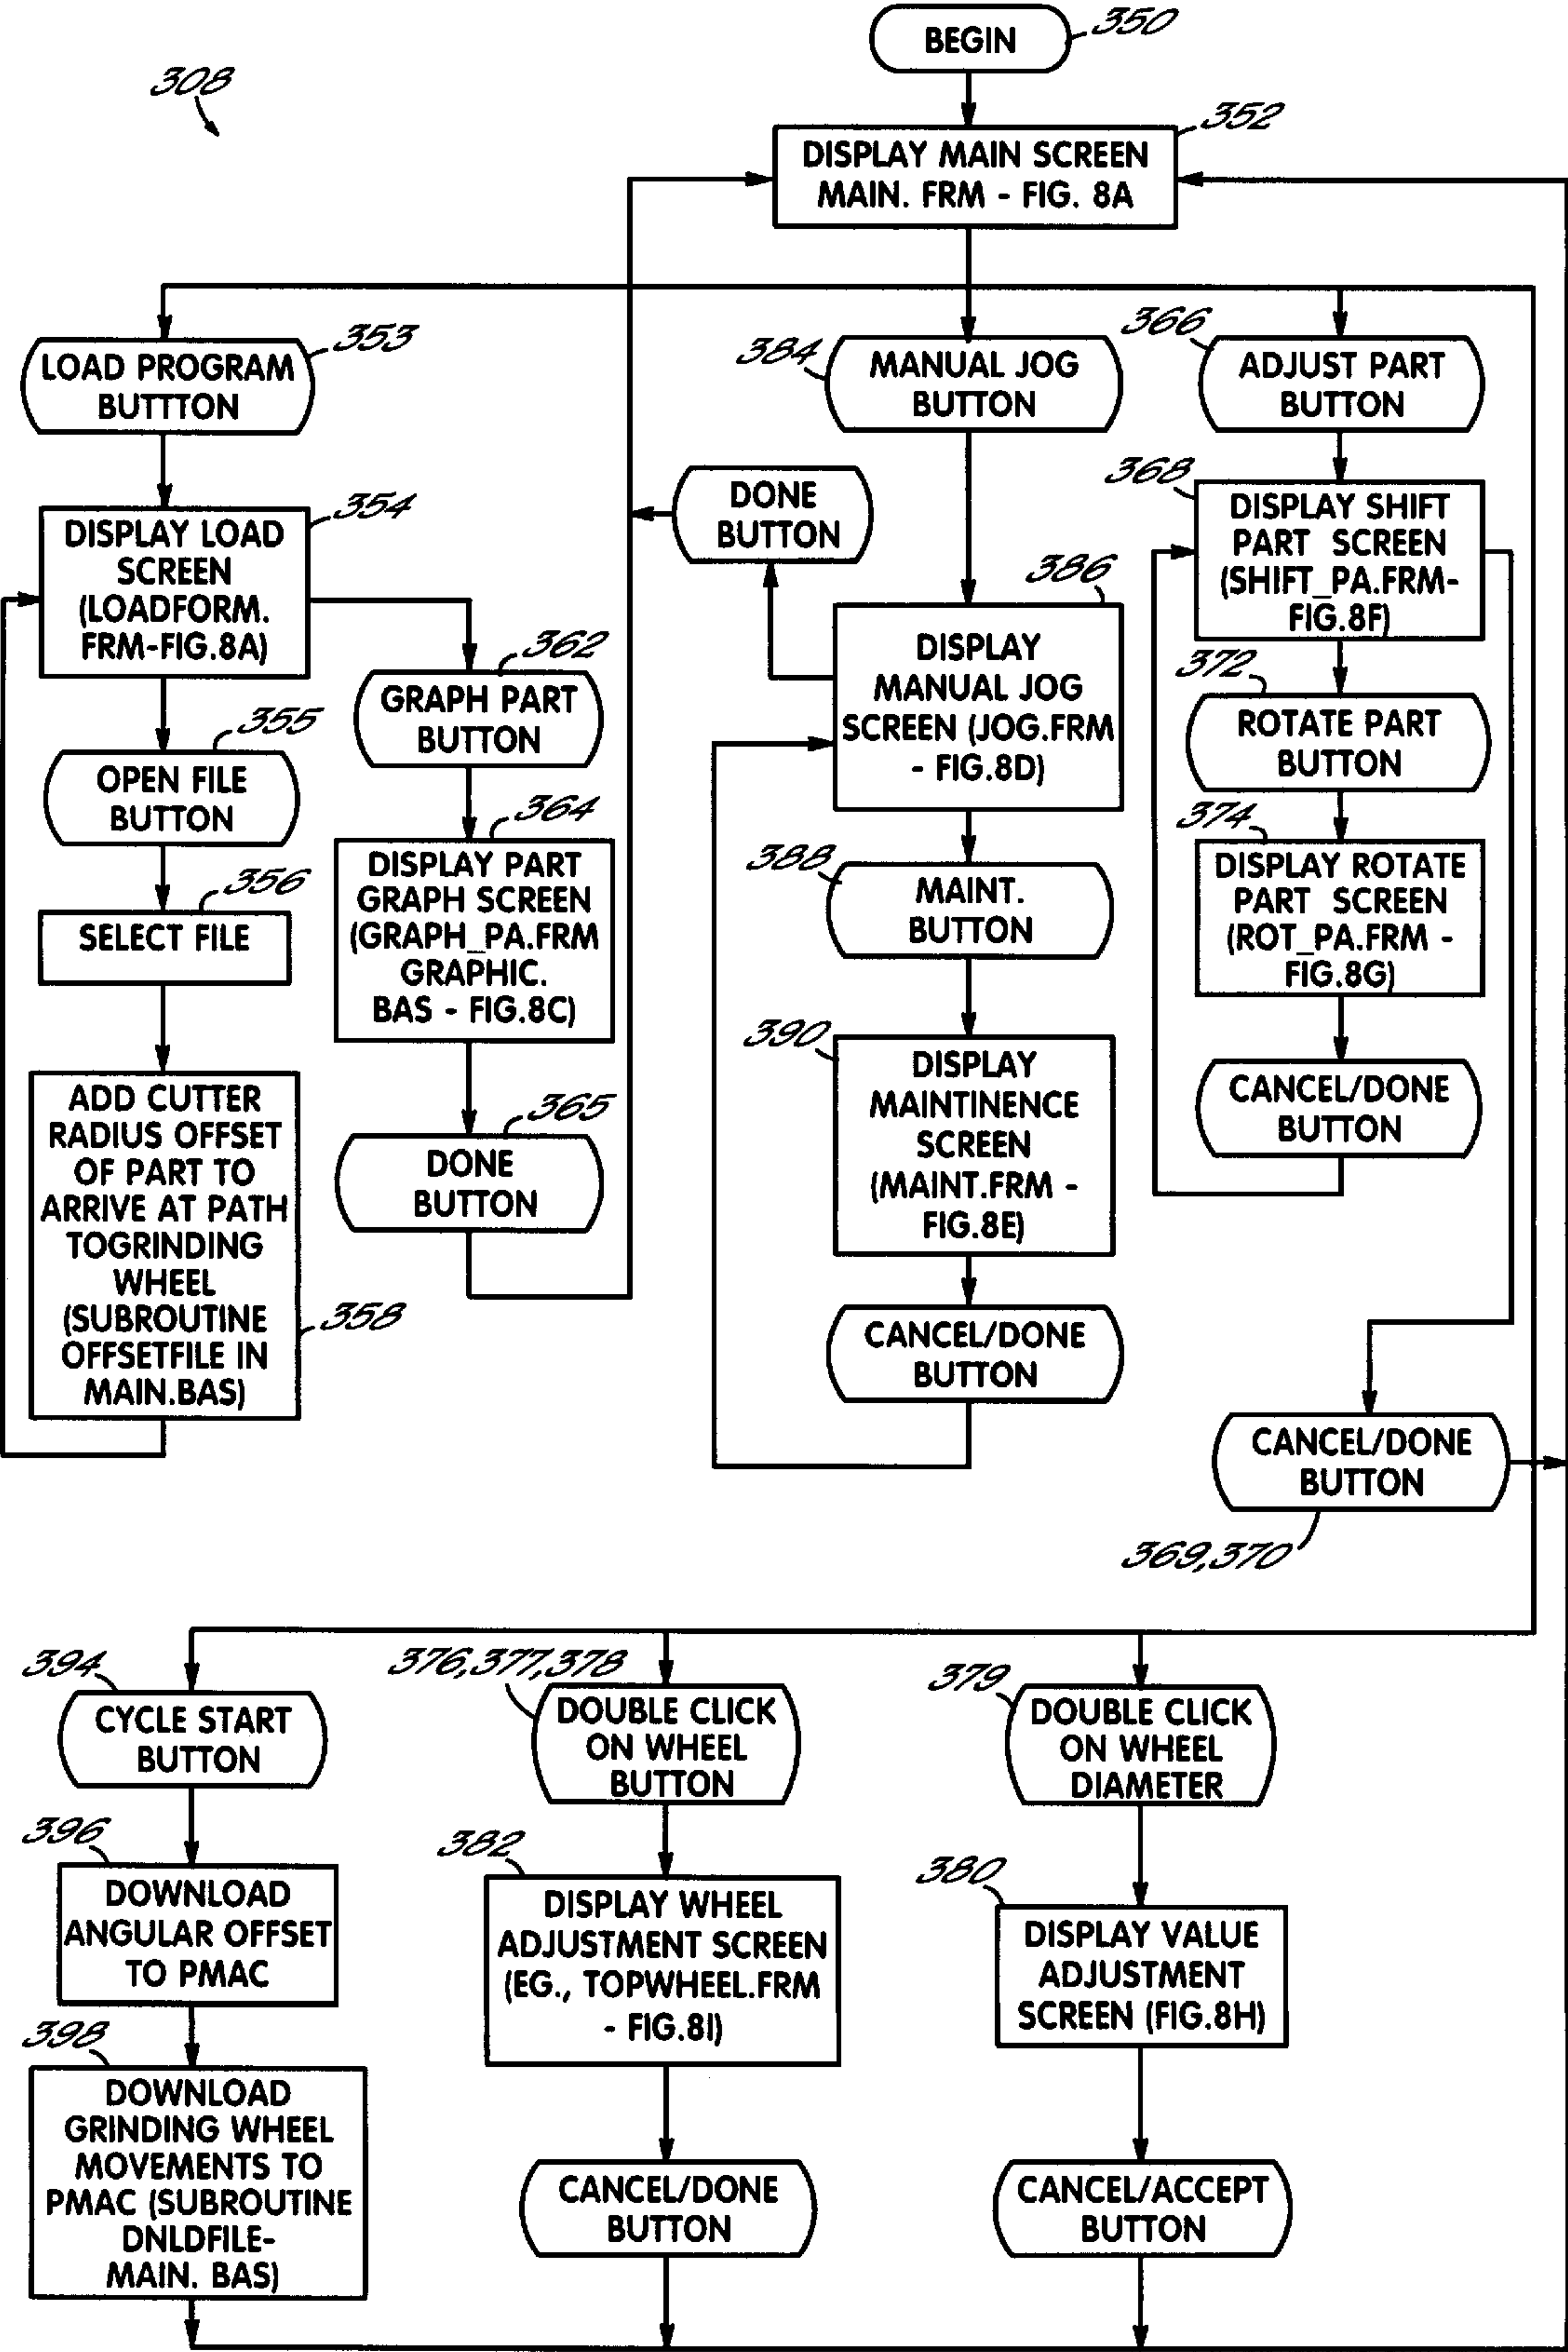 350
BEGIN
308
352
DISPLAY MAIN SCREEN
MAIN. FRM - FIG. 8A
353
LOAD PROGRAM
BUTTTON
354
DISPLAY LOAD
SCREEN
(LOADFORM.
FRM-FIG.8A)
355
OPEN FILE
BUTTON
356
SELECT FILE
ADD CUTTER
RADIUS OFFSET
OF PART TO
ARRIVE AT PATH
TOGRINDING
WHEEL
(SUBROUTINE
OFFSETFILE IN
MAIN.BAS)
358
362
GRAPH PART
BUTTON
364
DISPLAY PART
GRAPH SCREEN
(GRAPH_PA.FRM
GRAPHIC.
BAS - FIG.8C)
365
DONE
BUTTON
384
MANUAL JOG
BUTTON
DONE
BUTTON
386
DISPLAY
MANUAL JOG
SCREEN (JOG.FRM
- FIG.8D)
388
MAINT.
BUTTON
390
DISPLAY
MAINTINENCE
SCREEN
(MAINT.FRM -
FIG.8E)
CANCEL/DONE
BUTTON
366
ADJUST PART
BUTTON
368
DISPLAY SHIFT
PART SCREEN
(SHIFT_PA.FRM-
FIG.8F)
372
ROTATE PART
BUTTON
374
DISPLAY ROTATE
PART SCREEN
(ROT_PA.FRM -
FIG.8G)
CANCEL/DONE
BUTTON
CANCEL/DONE
BUTTON
369,370
394
CYCLE START
BUTTON
396
DOWNLOAD
ANGULAR OFFSET
TO PMAC
398
DOWNLOAD
GRINDING WHEEL
MOVEMENTS TO
PMAC (SUBROUTINE
DNLDFILE-
MAIN. BAS)
376,377,378
DOUBLE CLICK
ON WHEEL
BUTTON
382
DISPLAY WHEEL
ADJUSTMENT SCREEN
(EG., TOPWHEEL.FRM
- FIG.8I)
CANCEL/DONE
BUTTON
379
DOUBLE CLICK
ON WHEEL
DIAMETER
380
DISPLAY VALUE
ADJUSTMENT
SCREEN (FIG.8H)
CANCEL/ACCEPT
BUTTON